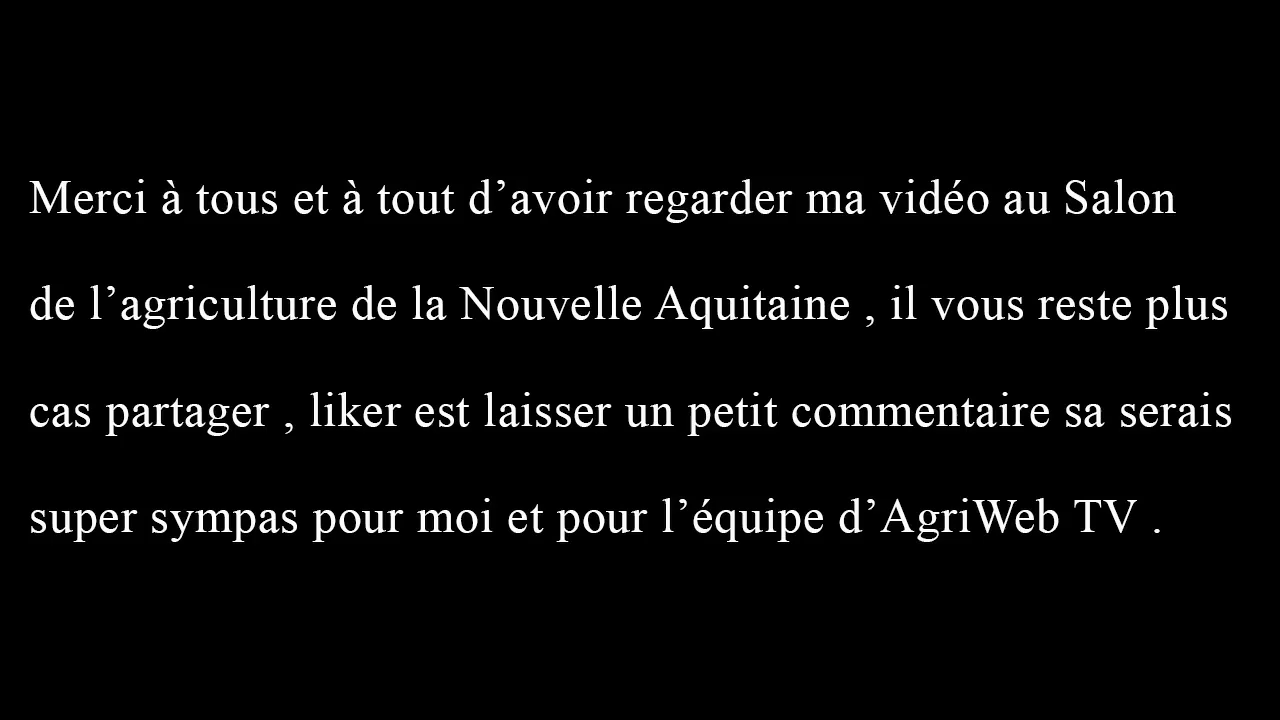 Merci à tous et à tout d’avoir regarder ma vidéo au Salon
de l’agriculture de la Nouvelle Aquitaine , il vous reste plus
cas partager , liker est laisser un petit commentaire sa serais
super sympas pour moi et pour l’équipe d’AgriWeb TV .